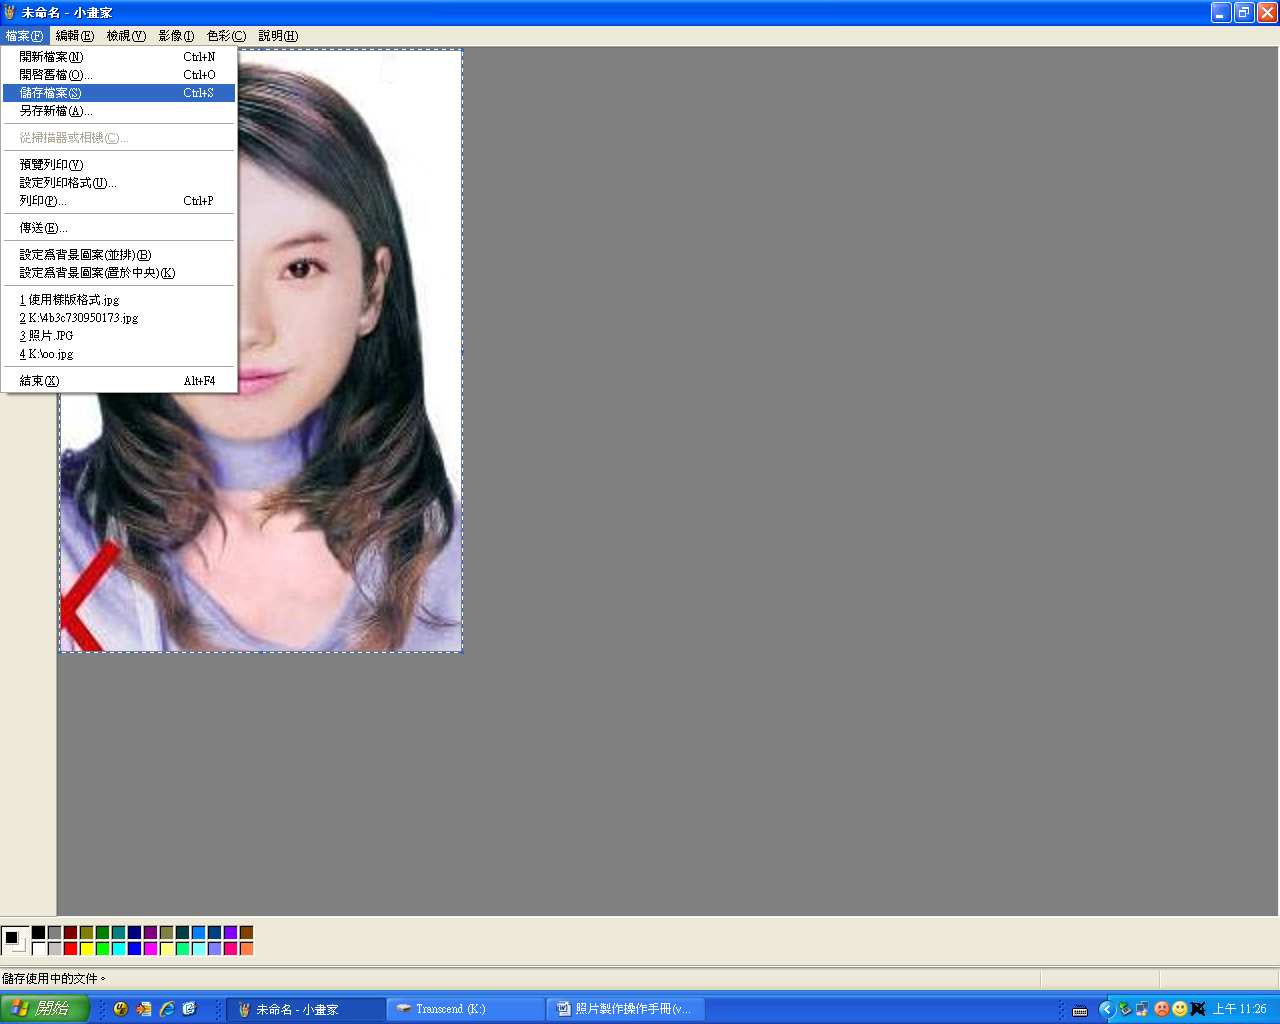 未命名 - 小畫家
檔案(F) 編輯(E) 檢視(V) 影像(I) 色彩(C) 說明(H)
開新檔案(N) Ctrl+N
開啓舊檔(O)... Ctrl+O
儲存檔案(S) Ctrl+S
另存新檔(A)...
從掃描器或相機(C)...
預覽列印(V)
設定列印格式(U)...
列印(P)... Ctrl+P
傳送(E)...
設定爲背景圖案(並排)(B)
設定爲背景圖案(置於中央)(K)
1 使用樣版格式.jpg
2 K:\4b3c730950173.jpg
3 照片.JPG
4 K:\oo.jpg
結束(X) Alt+F4
儲存使用中的文件。
開始 未命名 - 小畫家 Transcend (K:) 照片製作操作手冊(v... 上午 11:26